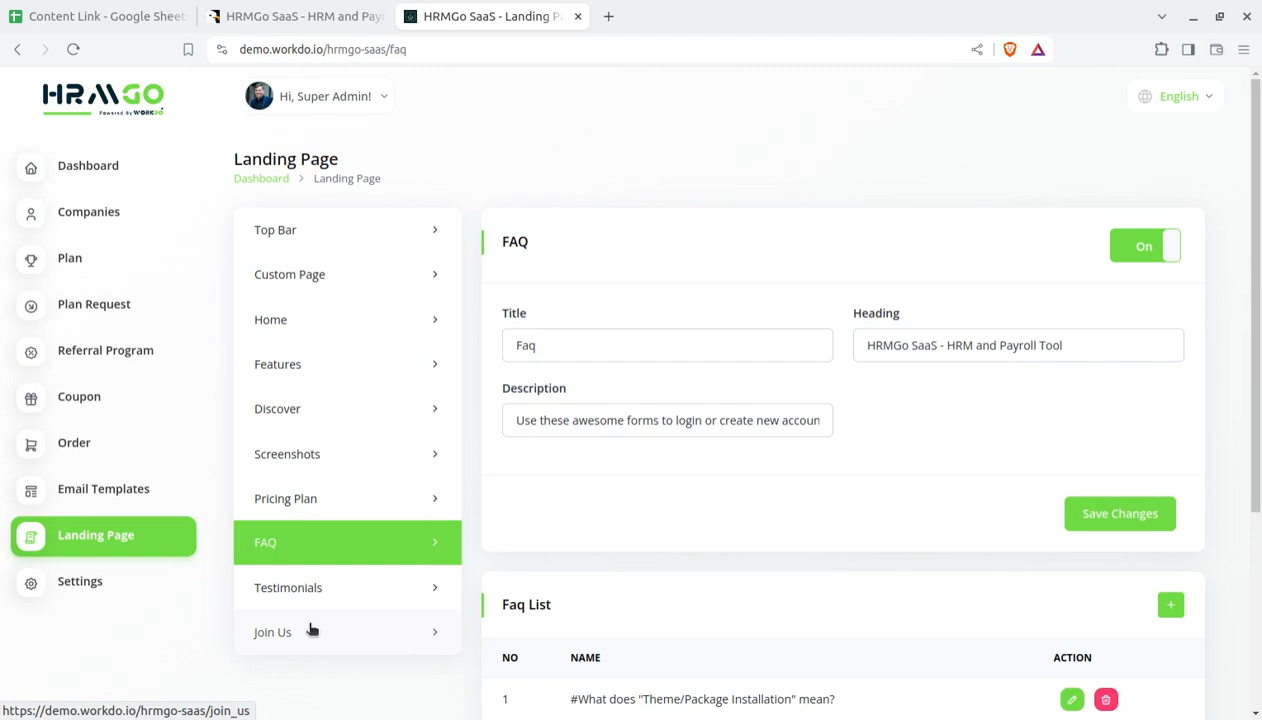 Content Link - Google Sheet
HRMGo SaaS - HRM and Payr
HRMGo SaaS - Landing P
demo.workdo.io/hrmgo-saas/faq
HRMGO
Powered by WORKDO
Hi, Super Admin!
English
Dashboard
Companies
Plan
Plan Request
Referral Program
Coupon
Order
Email Templates
Landing Page
Settings
Landing Page
Dashboard > Landing Page
Top Bar
Custom Page
Home
Features
Discover
Screenshots
Pricing Plan
FAQ
Testimonials
Join Us
FAQ
On
Title
Heading
Faq
HRMGo SaaS - HRM and Payroll Tool
Description
Use these awesome forms to login or create new accoun
Save Changes
Faq List
+
NO NAME ACTION
1 #What does "Theme/Package Installation" mean?
https://demo.workdo.io/hrmgo-saas/join_us